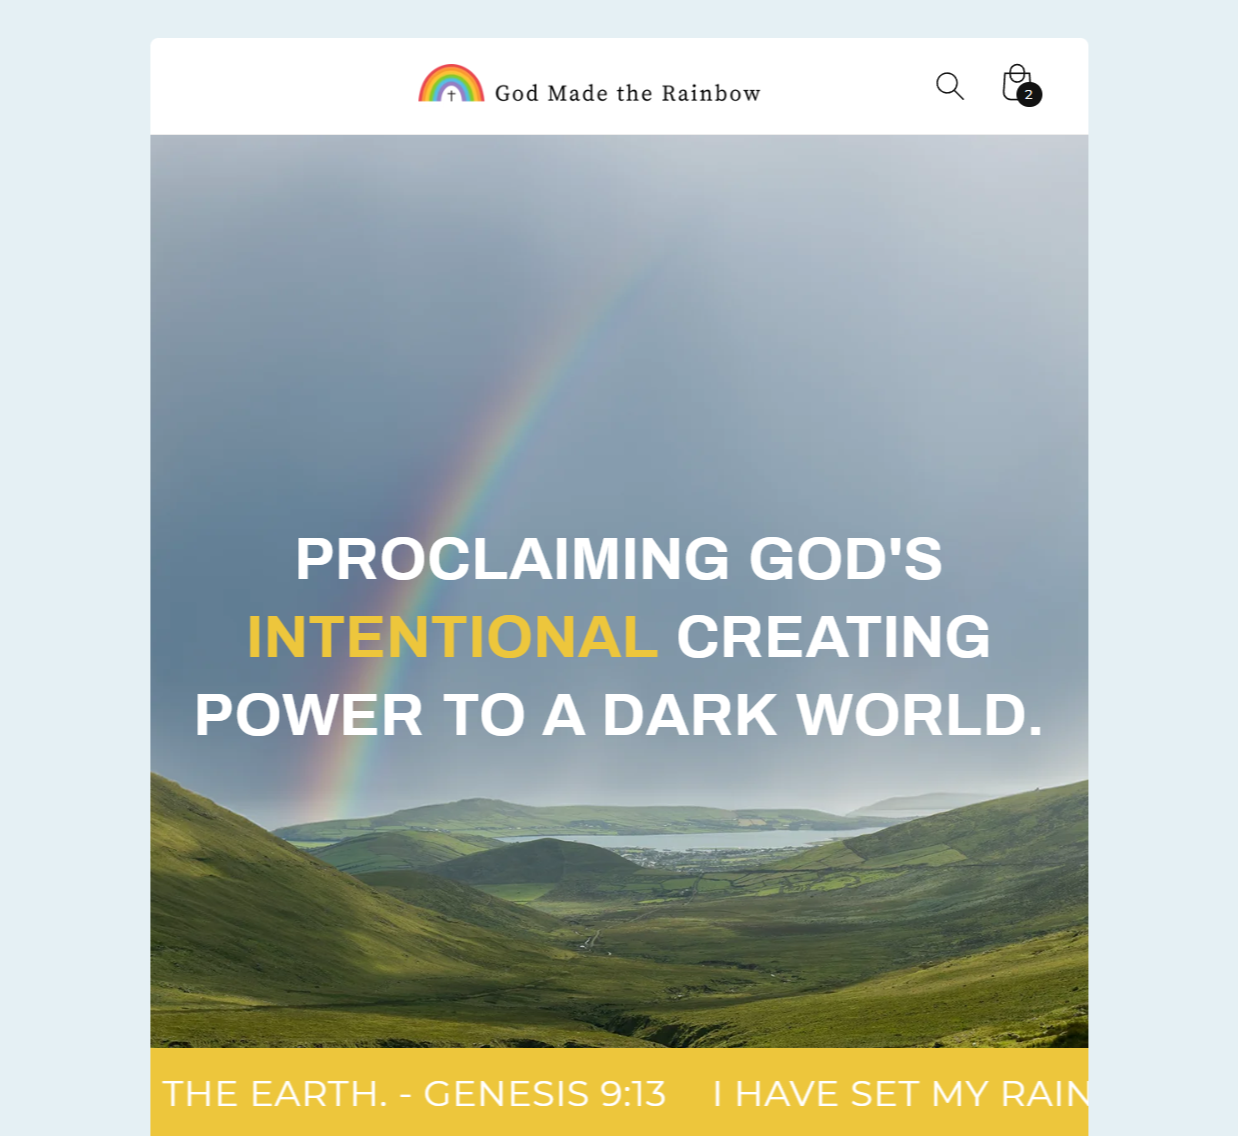 God Made the Rainbow
2
PROCLAIMING GOD'S
INTENTIONAL CREATING
POWER TO A DARK WORLD.
THE EARTH. - GENESIS 9:13 I HAVE SET MY RAIN